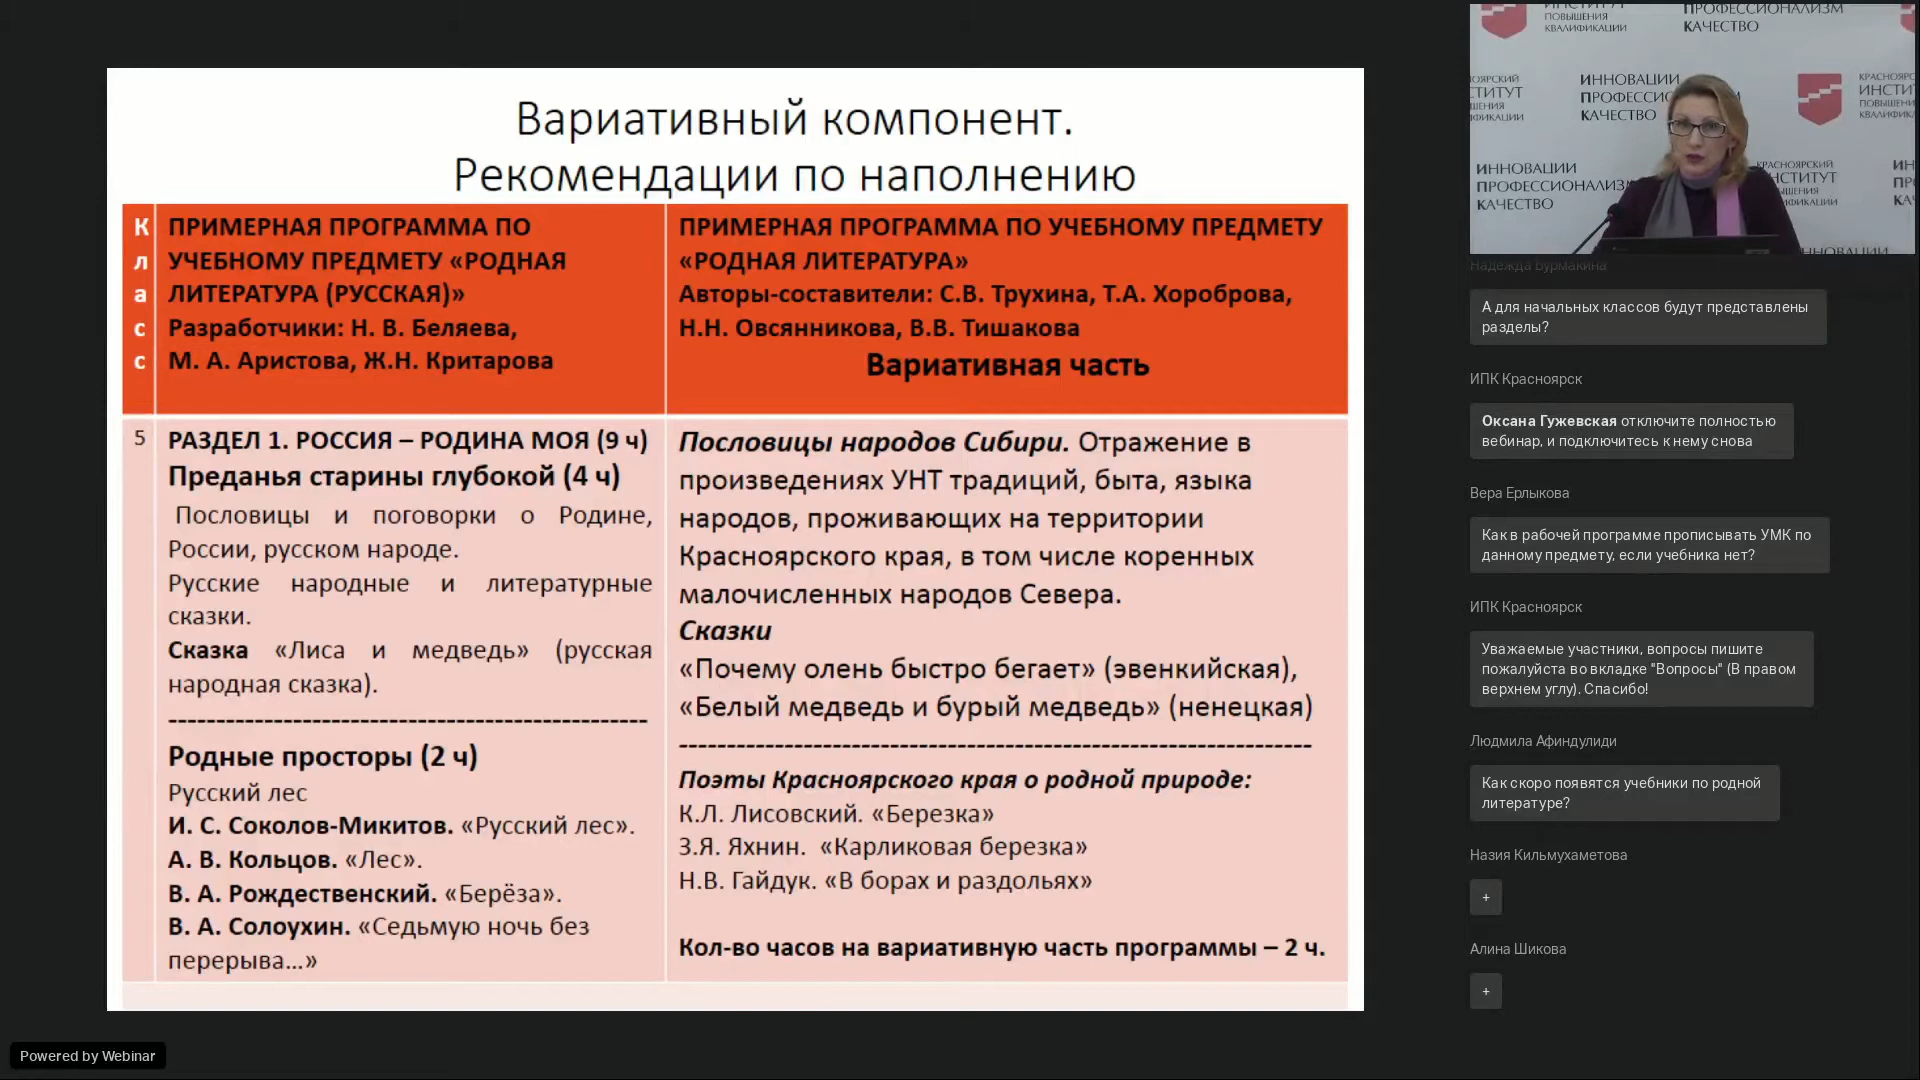 Вариативный компонент.
Рекомендации по наполнению
Класс
ПРИМЕРНАЯ ПРОГРАММА ПО
УЧЕБНОМУ ПРЕДМЕТУ «РОДНАЯ
ЛИТЕРАТУРА (РУССКАЯ)»
Разработчики: Н. В. Беляева,
М. А. Аристова, Ж.Н. Критарова
ПРИМЕРНАЯ ПРОГРАММА ПО УЧЕБНОМУ ПРЕДМЕТУ
«РОДНАЯ ЛИТЕРАТУРА»
Авторы-составители: С.В. Трухина, Т.А. Хороброва,
Н.Н. Овсянникова, В.В. Тишакова
Вариативная часть
5
РАЗДЕЛ 1. РОССИЯ – РОДИНА МОЯ (9 ч)
Преданья старины глубокой (4 ч)
Пословицы и поговорки о Родине,
России, русском народе.
Русские народные и литературные
сказки.
Сказка «Лиса и медведь» (русская
народная сказка).
--------------------------------------------------
Родные просторы (2 ч)
Русский лес
И. С. Соколов-Микитов. «Русский лес».
А. В. Кольцов. «Лес».
В. А. Рождественский. «Берёза».
В. А. Солоухин. «Седьмую ночь без
перерыва…»
Пословицы народов Сибири. Отражение в
произведениях УНТ традиций, быта, языка
народов, проживающих на территории
Красноярского края, в том числе коренных
малочисленных народов Севера.
Сказки
«Почему олень быстро бегает» (эвенкийская),
«Белый медведь и бурый медведь» (ненецкая)
------------------------------------------------------------------
Поэты Красноярского края о родной природе:
К.Л. Лисовский. «Березка»
З.Я. Яхнин. «Карликовая березка»
Н.В. Гайдук. «В борах и раздольях»
Кол-во часов на вариативную часть программы – 2 ч.
ИНСТИТУТ
ПОВЫШЕНИЯ
КВАЛИФИКАЦИИ
ПРОФЕССИОНАЛИЗМ
КАЧЕСТВО
ИННОВАЦИИ
КАЧЕСТВО
ИННОВАЦИИ
ПРОФЕССИОНАЛИЗМ
КАЧЕСТВО
КРАСНОЯРСКИЙ
Надежда Бурмакина
А для начальных классов будут представлены
разделы?
ИПК Красноярск
Оксана Гужевская отключите полностью
вебинар, и подключитесь к нему снова
Вера Ерлыкова
Как в рабочей программе прописывать УМК по
данному предмету, если учебника нет?
ИПК Красноярск
Уважаемые участники, вопросы пишите
пожалуйста во вкладке "Вопросы" (В правом
верхнем углу). Спасибо!
Людмила Афиндулиди
Как скоро появятся учебники по родной
литературе?
Назия Кильмухаметова
+
Алина Шикова
+
Powered by Webinar